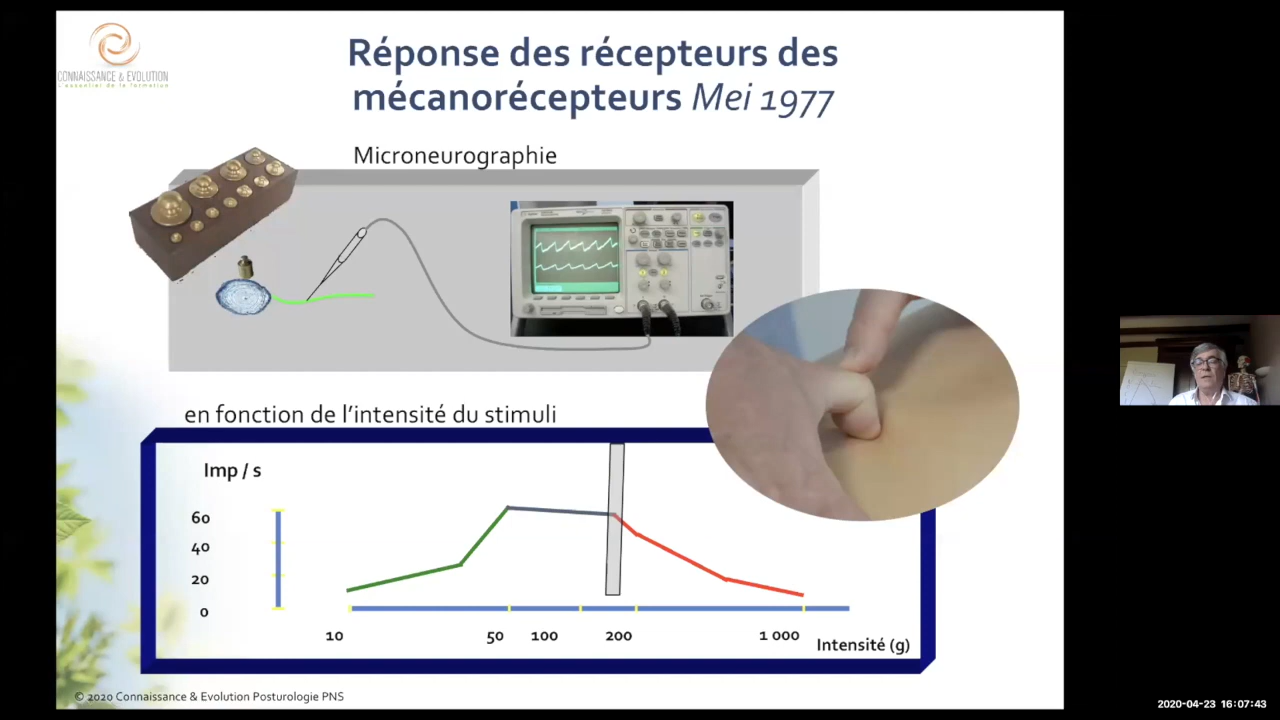 CONNAISSANCE & EVOLUTION
L'essentiel de la formation
Réponse des récepteurs des
mécanorécepteurs Mei 1977
Microneurographie
en fonction de l'intensité du stimuli
Imp / s
60
40
20
0
10 50 100 200 1 000
Intensité (g)
© 2020 Connaissance & Evolution Posturologie PNS
2020-04-23 16:07:43